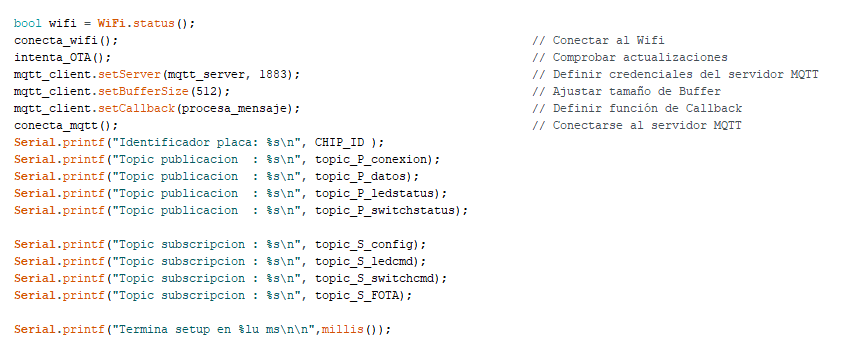 bool wifi = WiFi.status();
conecta_wifi(); // Conectar al Wifi
intenta_OTA(); // Comprobar actualizaciones
mqtt_client.setServer(mqtt_server, 1883); // Definir credenciales del servidor MQTT
mqtt_client.setBufferSize(512); // Ajustar tamaño de Buffer
mqtt_client.setCallback(procesa_mensaje); // Definir función de Callback
conecta_mqtt(); // Conectarse al servidor MQTT
Serial.printf("Identificador placa: %s\n", CHIP_ID );
Serial.printf("Topic publicacion  : %s\n", topic_P_conexion);
Serial.printf("Topic publicacion  : %s\n", topic_P_datos);
Serial.printf("Topic publicacion  : %s\n", topic_P_ledstatus);
Serial.printf("Topic publicacion  : %s\n", topic_P_switchstatus);
Serial.printf("Topic subscripcion : %s\n", topic_S_config);
Serial.printf("Topic subscripcion : %s\n", topic_S_ledcmd);
Serial.printf("Topic subscripcion : %s\n", topic_S_switchcmd);
Serial.printf("Topic subscripcion : %s\n", topic_S_FOTA);
Serial.printf("Termina setup en %lu ms\n\n",millis());